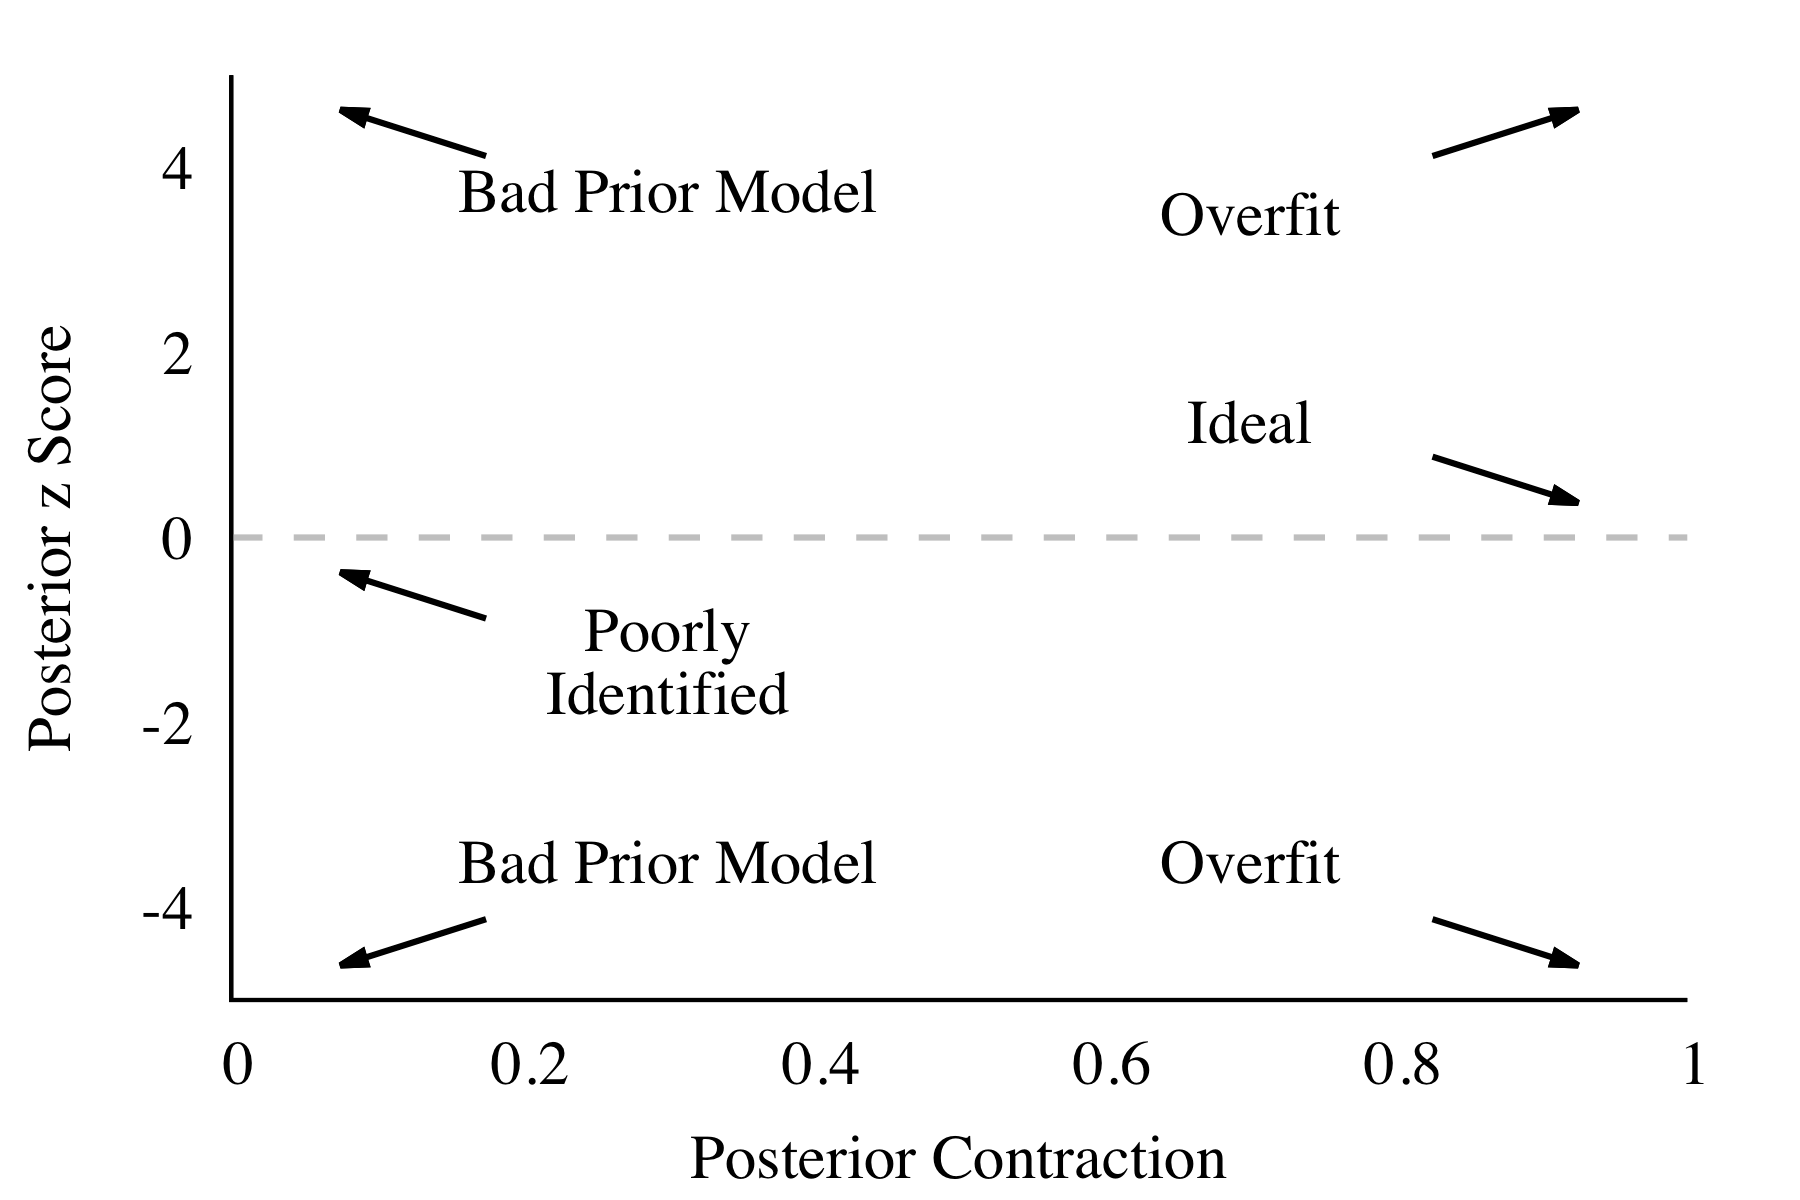 4
Bad Prior Model
Overfit
2
Ideal
0
Poorly
Identified
-2
Bad Prior Model
Overfit
-4
Posterior z Score
0 0.2 0.4 0.6 0.8 1
Posterior Contraction